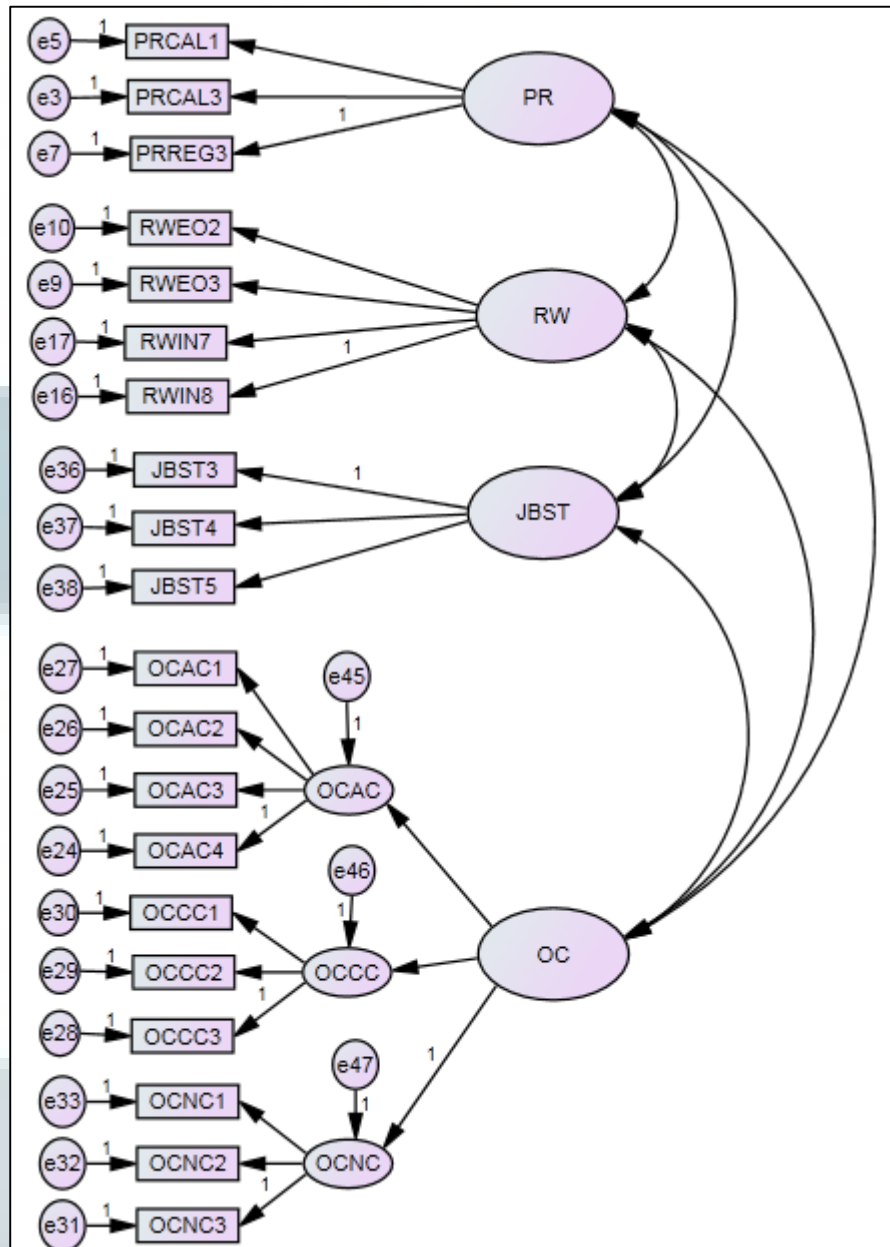 e5 1 PRCAL1
e3 1 PRCAL3
e7 1 PRREG3
1
PR
e10 1 RWEO2
e9 1 RWEO3
e17 1 RWIN7
e16 1 RWIN8
1
RW
e36 1 JBST3
e37 1 JBST4
e38 1 JBST5
1
JBST
e27 1 OCAC1
e26 1 OCAC2
e25 1 OCAC3
e24 1 OCAC4
1
e45
1
OCAC
e30 1 OCCC1
e29 1 OCCC2
e28 1 OCCC3
1
e46
1
OCCC
OC
1
e33 1 OCNC1
e32 1 OCNC2
e31 1 OCNC3
1
e47
1
OCNC